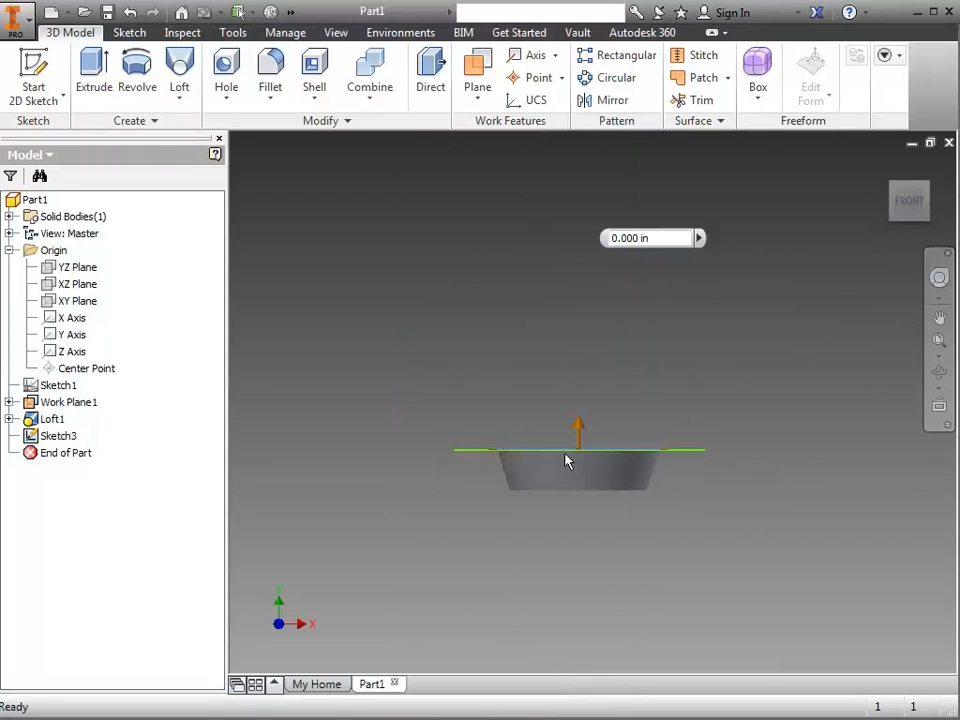 Part1
Sign In
PRO
3D Model Sketch Inspect Tools Manage View Environments BIM Get Started Vault Autodesk 360
Start
2D Sketch
Extrude Revolve Loft
Hole Fillet Shell Combine
Direct
Plane
Axis
Point
UCS
Rectangular
Circular
Mirror
Stitch
Patch
Trim
Box
Edit
Form
Sketch Create Modify Work Features Pattern Surface Freeform
Model
Part1
Solid Bodies(1)
View: Master
Origin
YZ Plane
XZ Plane
XY Plane
X Axis
Y Axis
Z Axis
Center Point
Sketch1
Work Plane1
Loft1
Sketch3
End of Part
FRONT
0.000 in
X
My Home Part1
Ready 1 1